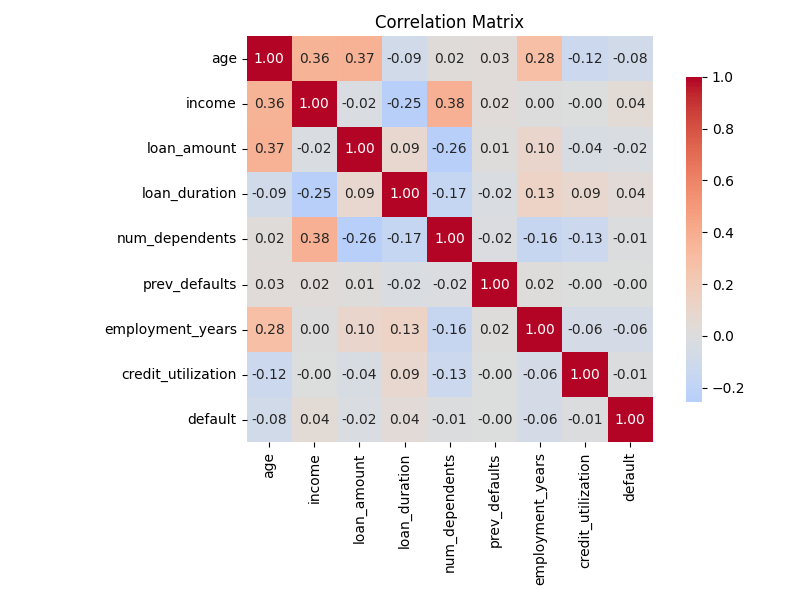 Correlation Matrix
age 1.00 0.36 0.37 -0.09 0.02 0.03 0.28 -0.12 -0.08
income 0.36 1.00 -0.02 -0.25 0.38 0.02 0.00 -0.00 0.04
loan_amount 0.37 -0.02 1.00 0.09 -0.26 0.01 0.10 -0.04 -0.02
loan_duration -0.09 -0.25 0.09 1.00 -0.17 -0.02 0.13 0.09 0.04
num_dependents 0.02 0.38 -0.26 -0.17 1.00 -0.02 -0.16 -0.13 -0.01
prev_defaults 0.03 0.02 0.01 -0.02 -0.02 1.00 0.02 -0.00 -0.00
employment_years 0.28 0.00 0.10 0.13 -0.16 0.02 1.00 -0.06 -0.06
credit_utilization -0.12 -0.00 -0.04 0.09 -0.13 -0.00 -0.06 1.00 -0.01
default -0.08 0.04 -0.02 0.04 -0.01 -0.00 -0.06 -0.01 1.00
age
income
loan_amount
loan_duration
num_dependents
prev_defaults
employment_years
credit_utilization
default
1.0
0.8
0.6
0.4
0.2
0.0
−0.2